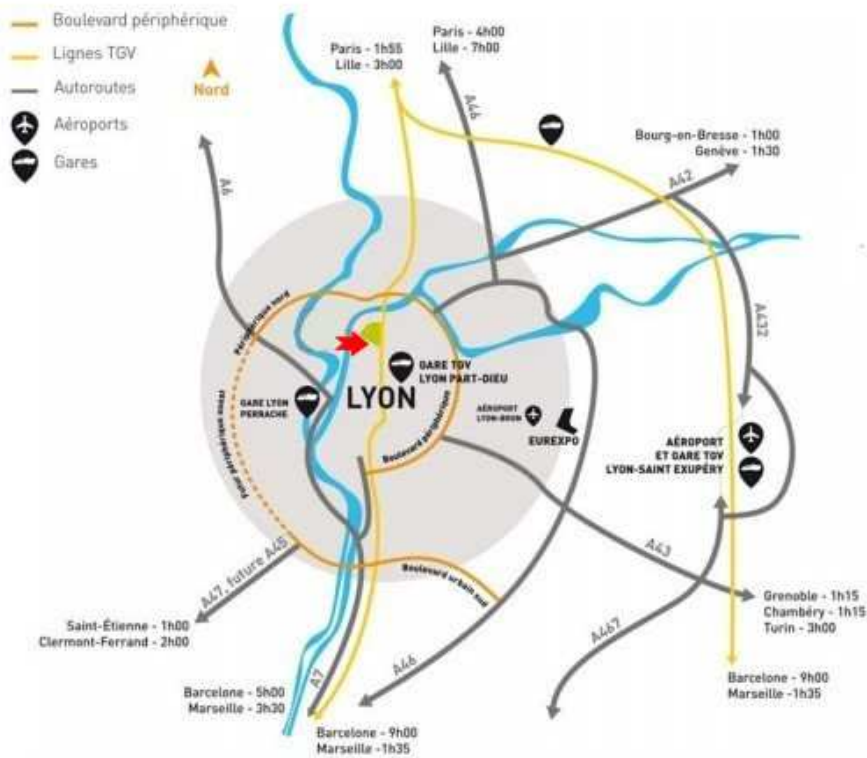 Boulevard périphérique
Lignes TGV
Autoroutes
Aéroports
Gares
Nord
Paris - 1h55
Lille - 3h00
Paris - 4h00
Lille - 7h00
A46
Bourg-en-Bresse - 1h00
Genève - 1h30
A42
A6
A432
Périphérique nord
GARE TGV
LYON PART-DIEU
LYON
GARE LYON
PERRACHE
Boulevard périphérique
AÉROPORT
LYON-BRON
EUREXPO
AÉROPORT
ET GARE TGV
LYON-SAINT EXUPÉRY
Futur périphérique
A47, future A45
Boulevard urbain sud
A43
Saint-Étienne - 1h00
Clermont-Ferrand - 2h00
Grenoble - 1h15
Chambéry - 1h15
Turin - 3h00
A467
A46
A7
Barcelone - 5h00
Marseille - 3h30
Barcelone - 9h00
Marseille -1h35
Barcelone - 9h00
Marseille -1h35